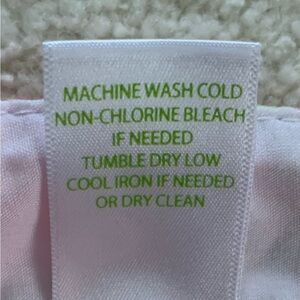 MACHINE WASH COLD
NON-CHLORINE BLEACH
IF NEEDED
TUMBLE DRY LOW
COOL IRON IF NEEDED
OR DRY CLEAN